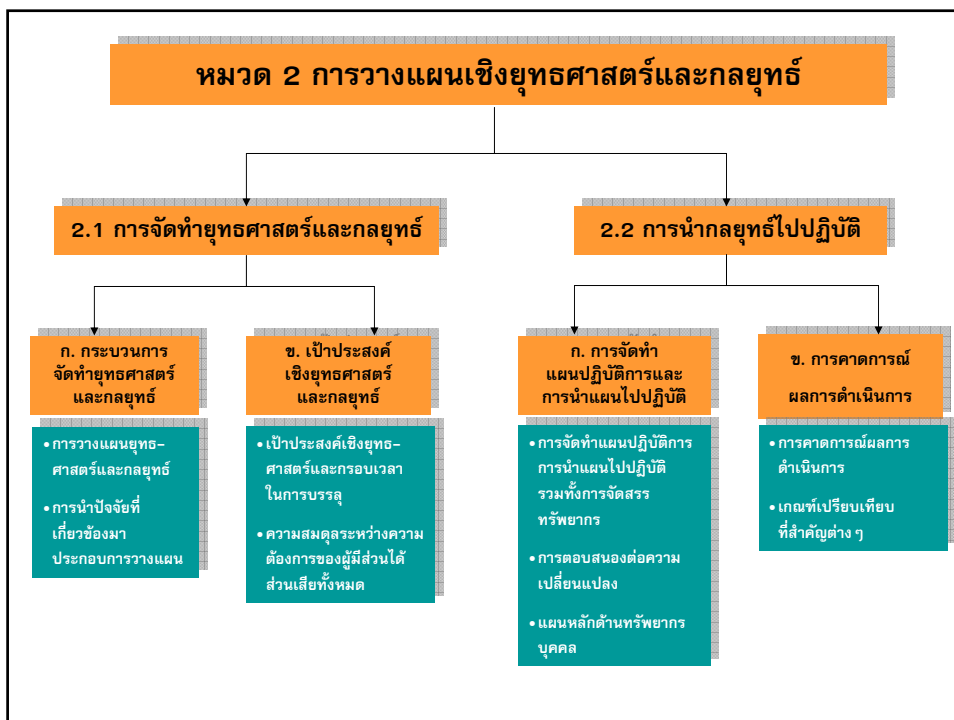 หมวด 2 การวางแผนเชิงยุทธศาสตร์และกลยุทธ์
2.1 การจัดทำยุทธศาสตร์และกลยุทธ์
2.2 การนำกลยุทธ์ไปปฏิบัติ
ก. กระบวนการ
จัดทำยุทธศาสตร์
และกลยุทธ์
• การวางแผนยุทธ-
ศาสตร์และกลยุทธ์
• การนำปัจจัยที่
เกี่ยวข้องมา
ประกอบการวางแผน
ข. เป้าประสงค์
เชิงยุทธศาสตร์
และกลยุทธ์
• เป้าประสงค์เชิงยุทธ-
ศาสตร์และกรอบเวลา
ในการบรรลุ
• ความสมดุลระหว่างความ
ต้องการของผู้มีส่วนได้
ส่วนเสียทั้งหมด
ก. การจัดทำ
แผนปฏิบัติการและ
การนำแผนไปปฏิบัติ
• การจัดทำแผนปฏิบัติการ
การนำแผนไปปฏิบัติ
รวมทั้งการจัดสรร
ทรัพยากร
• การตอบสนองต่อความ
เปลี่ยนแปลง
• แผนหลักด้านทรัพยากร
บุคคล
ข. การคาดการณ์
ผลการดำเนินการ
• การคาดการณ์ผลการ
ดำเนินการ
• เกณฑ์เปรียบเทียบ
ที่สำคัญต่าง ๆ